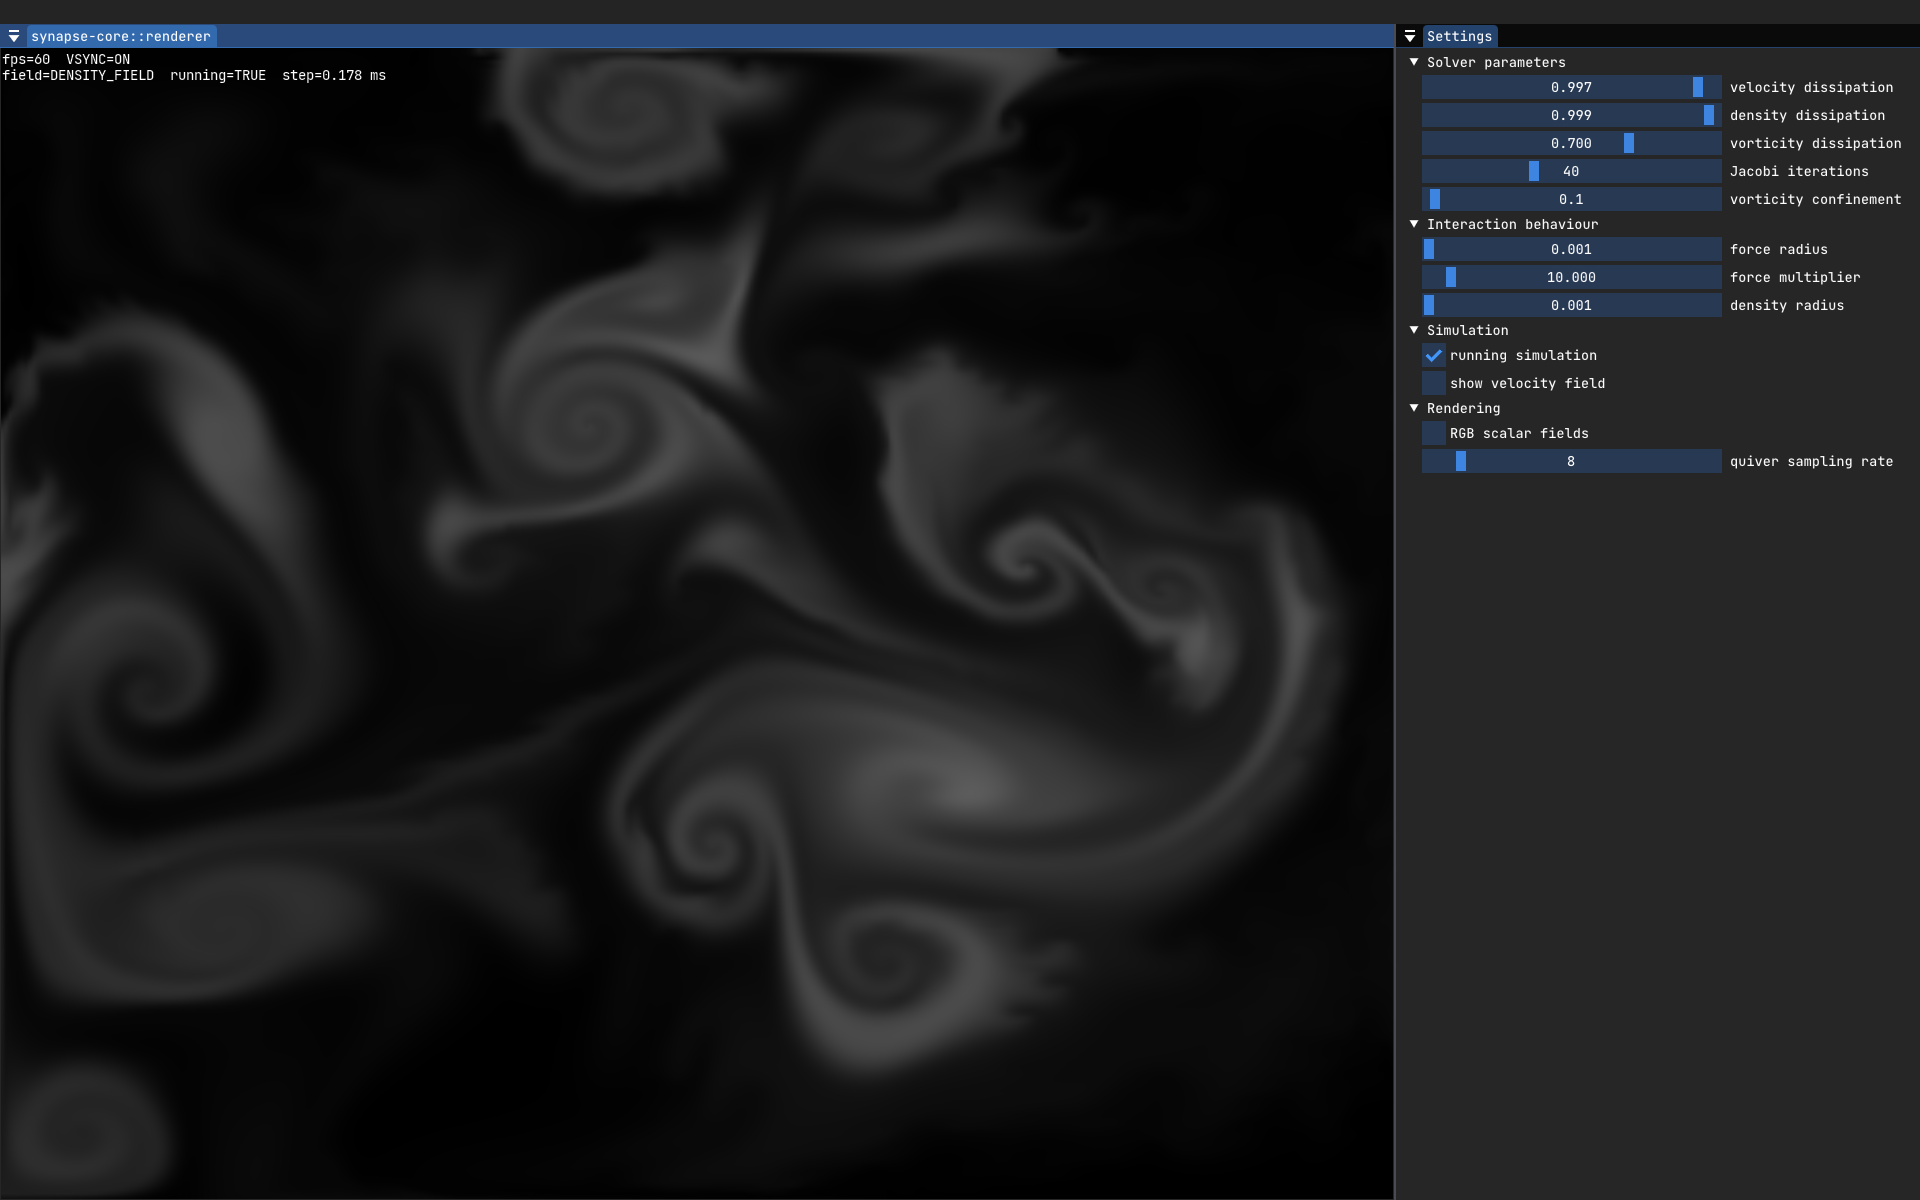 synapse-core::renderer
fps=60 VSYNC=ON
field=DENSITY_FIELD running=TRUE step=0.178 ms
Settings
Solver parameters
0.997 velocity dissipation
0.999 density dissipation
0.700 vorticity dissipation
40 Jacobi iterations
0.1 vorticity confinement
Interaction behaviour
0.001 force radius
10.000 force multiplier
0.001 density radius
Simulation
running simulation
show velocity field
Rendering
RGB scalar fields
8 quiver sampling rate